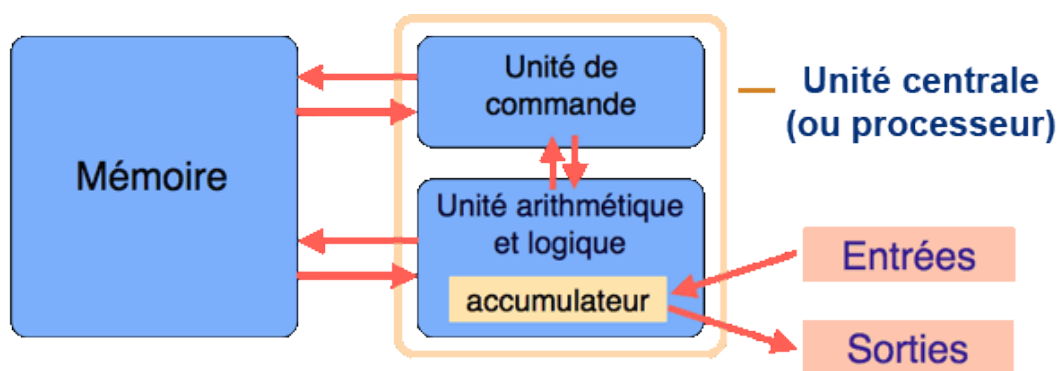 Mémoire
Unité de
commande
Unité arithmétique
et logique
accumulateur
Unité centrale
(ou processeur)
Entrées
Sorties